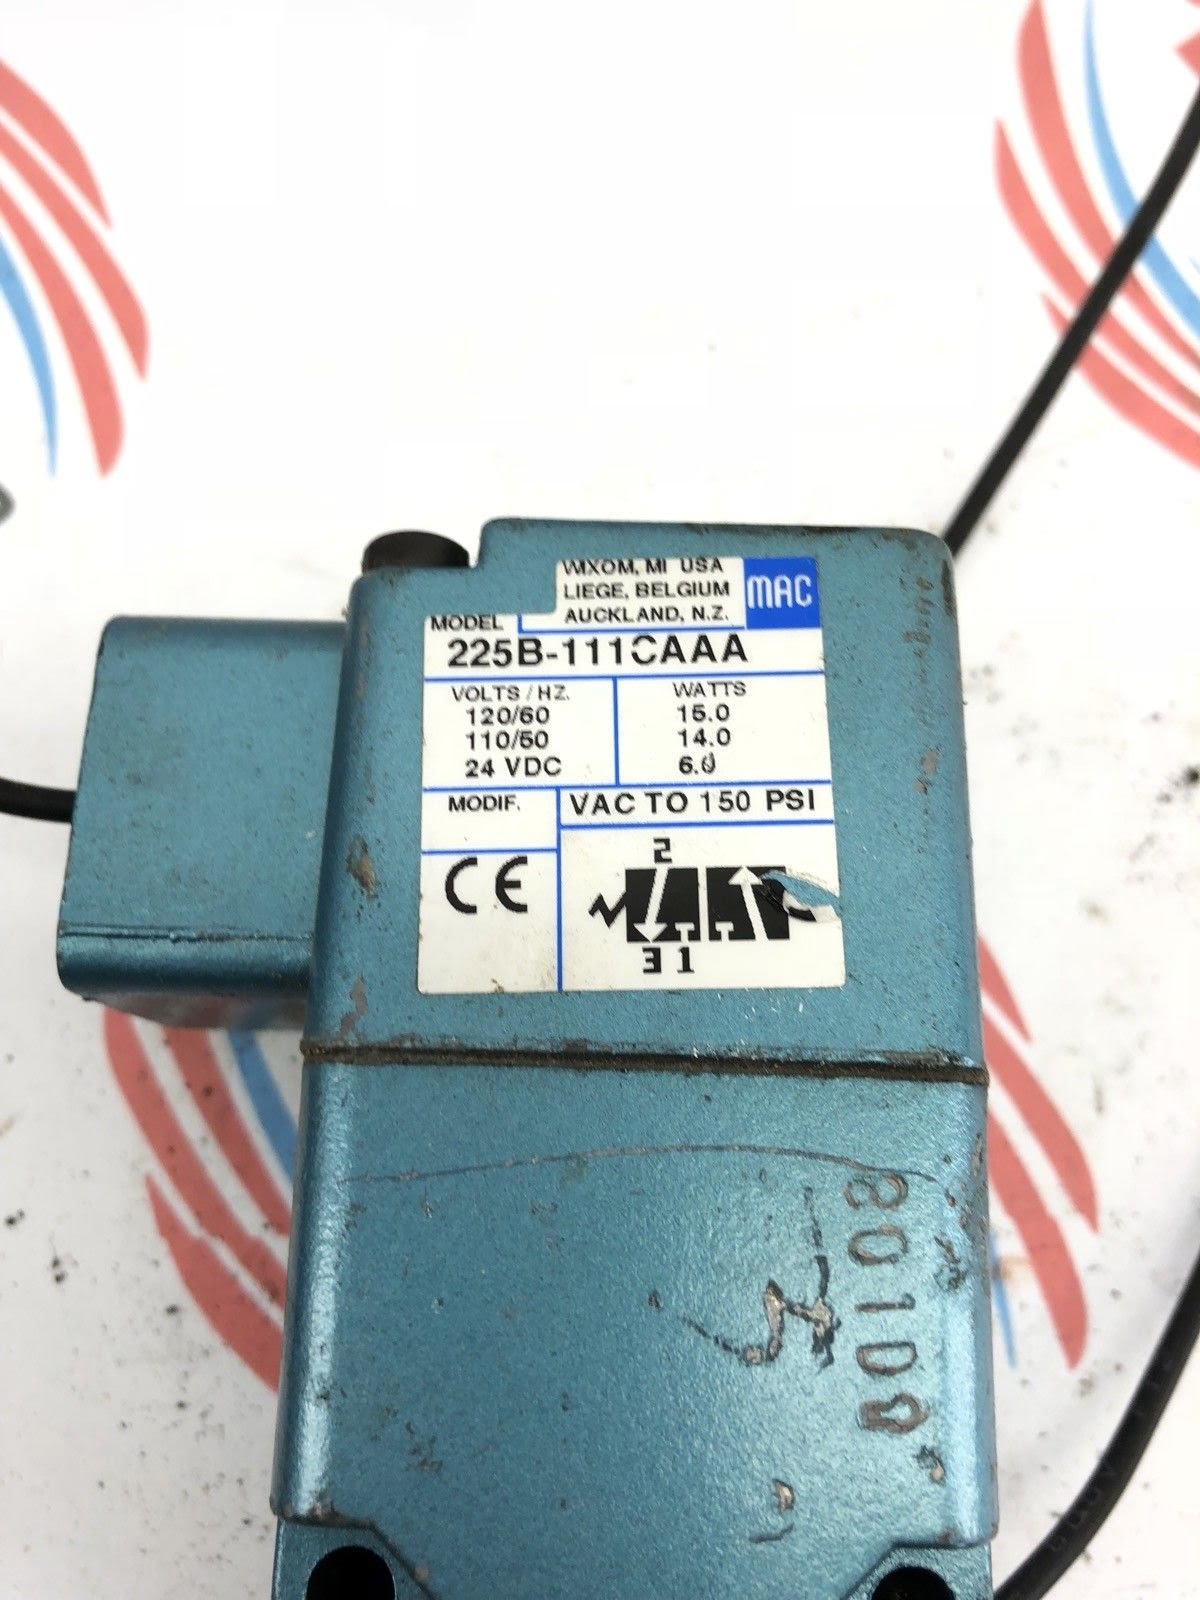 WIXOM, MI USA
LIEGE, BELGIUM
AUCKLAND, N.Z.
MAC
MODEL
225B-111CAAA
VOLTS/HZ. WATTS
120/60 15.0
110/50 14.0
24 VDC 6.0
MODIF. VAC TO 150 PSI
CE
2
3 1